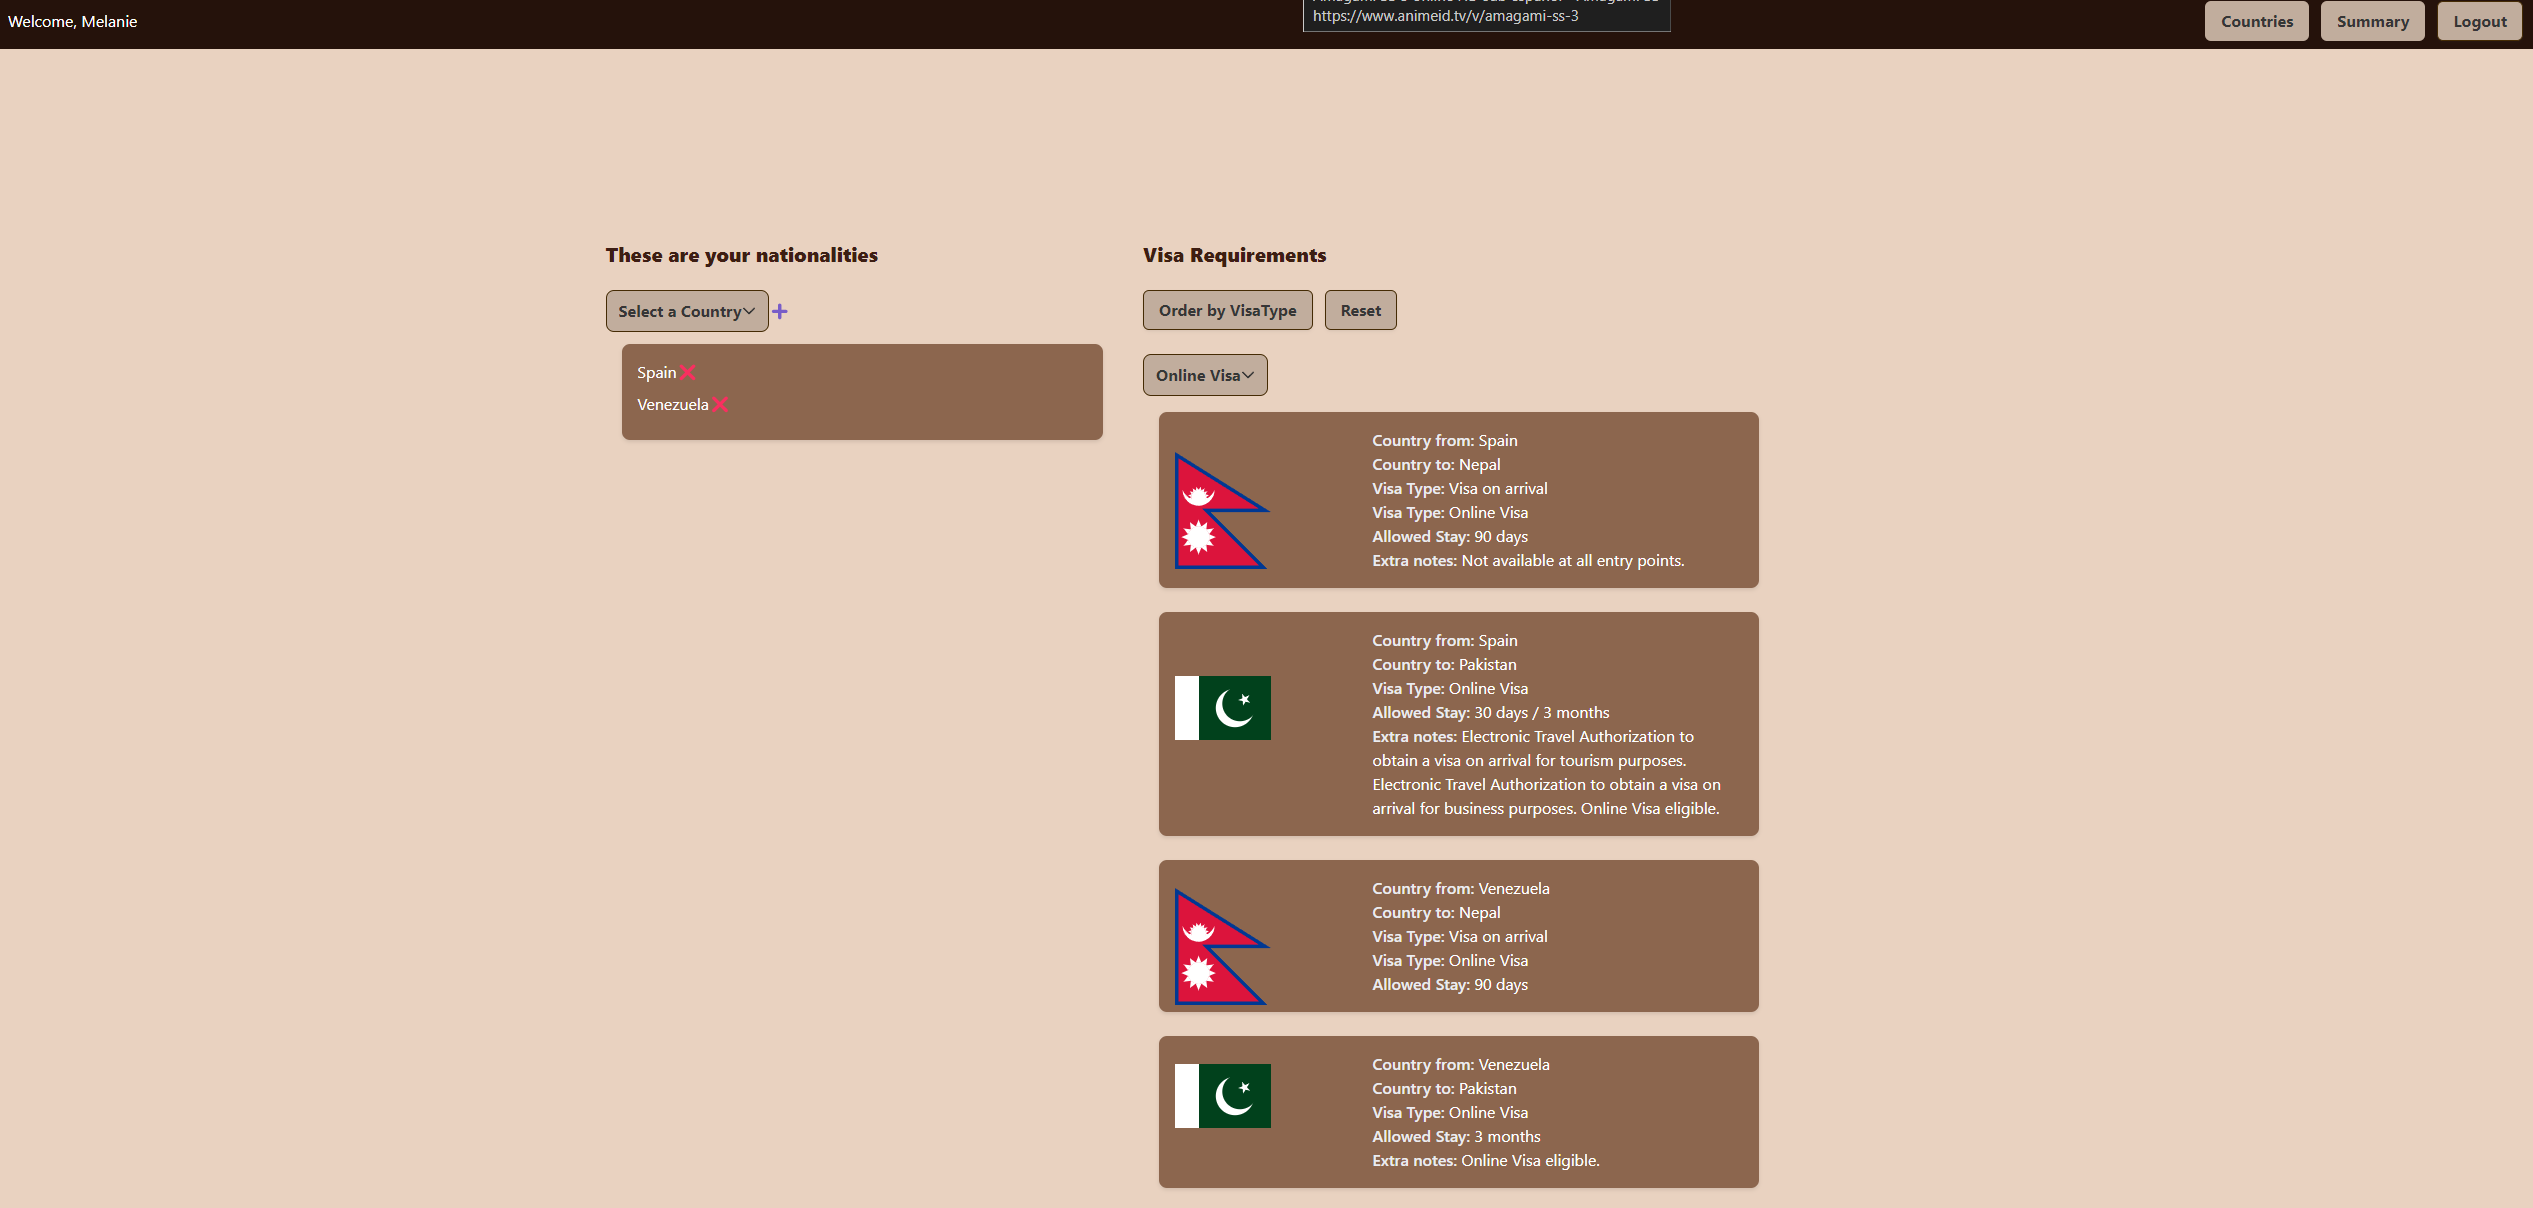 Welcome, Melanie
https://www.animeid.tv/v/amagami-ss-3
Countries
Summary
Logout
These are your nationalities
Select a Country
Spain
Venezuela
Visa Requirements
Order by VisaType
Reset
Online Visa
Country from: Spain
Country to: Nepal
Visa Type: Visa on arrival
Visa Type: Online Visa
Allowed Stay: 90 days
Extra notes: Not available at all entry points.
Country from: Spain
Country to: Pakistan
Visa Type: Online Visa
Allowed Stay: 30 days / 3 months
Extra notes: Electronic Travel Authorization to
obtain a visa on arrival for tourism purposes.
Electronic Travel Authorization to obtain a visa on
arrival for business purposes. Online Visa eligible.
Country from: Venezuela
Country to: Nepal
Visa Type: Visa on arrival
Visa Type: Online Visa
Allowed Stay: 90 days
Country from: Venezuela
Country to: Pakistan
Visa Type: Online Visa
Allowed Stay: 3 months
Extra notes: Online Visa eligible.